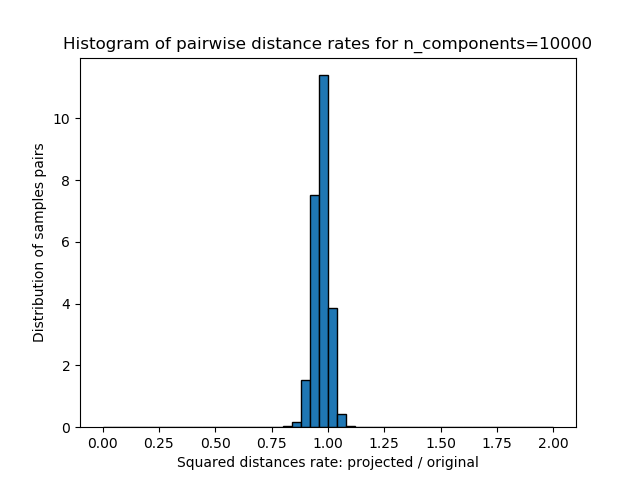 Histogram of pairwise distance rates for n_components=10000
Distribution of samples pairs
10
8
6
4
2
0
0.00 0.25 0.50 0.75 1.00 1.25 1.50 1.75 2.00
Squared distances rate: projected / original